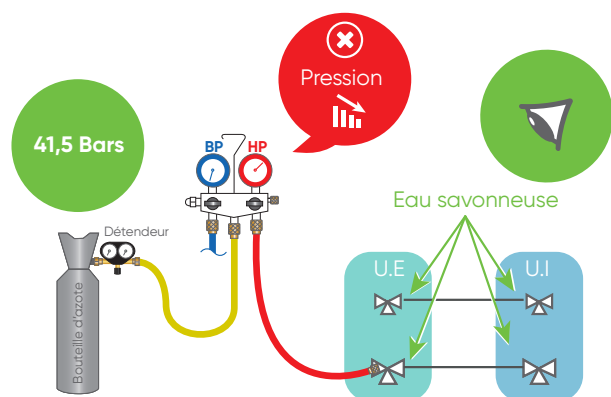 Pression
41,5 Bars
BP
HP
Eau savonneuse
Détendeur
U.E
U.I
Bouteille d'azote